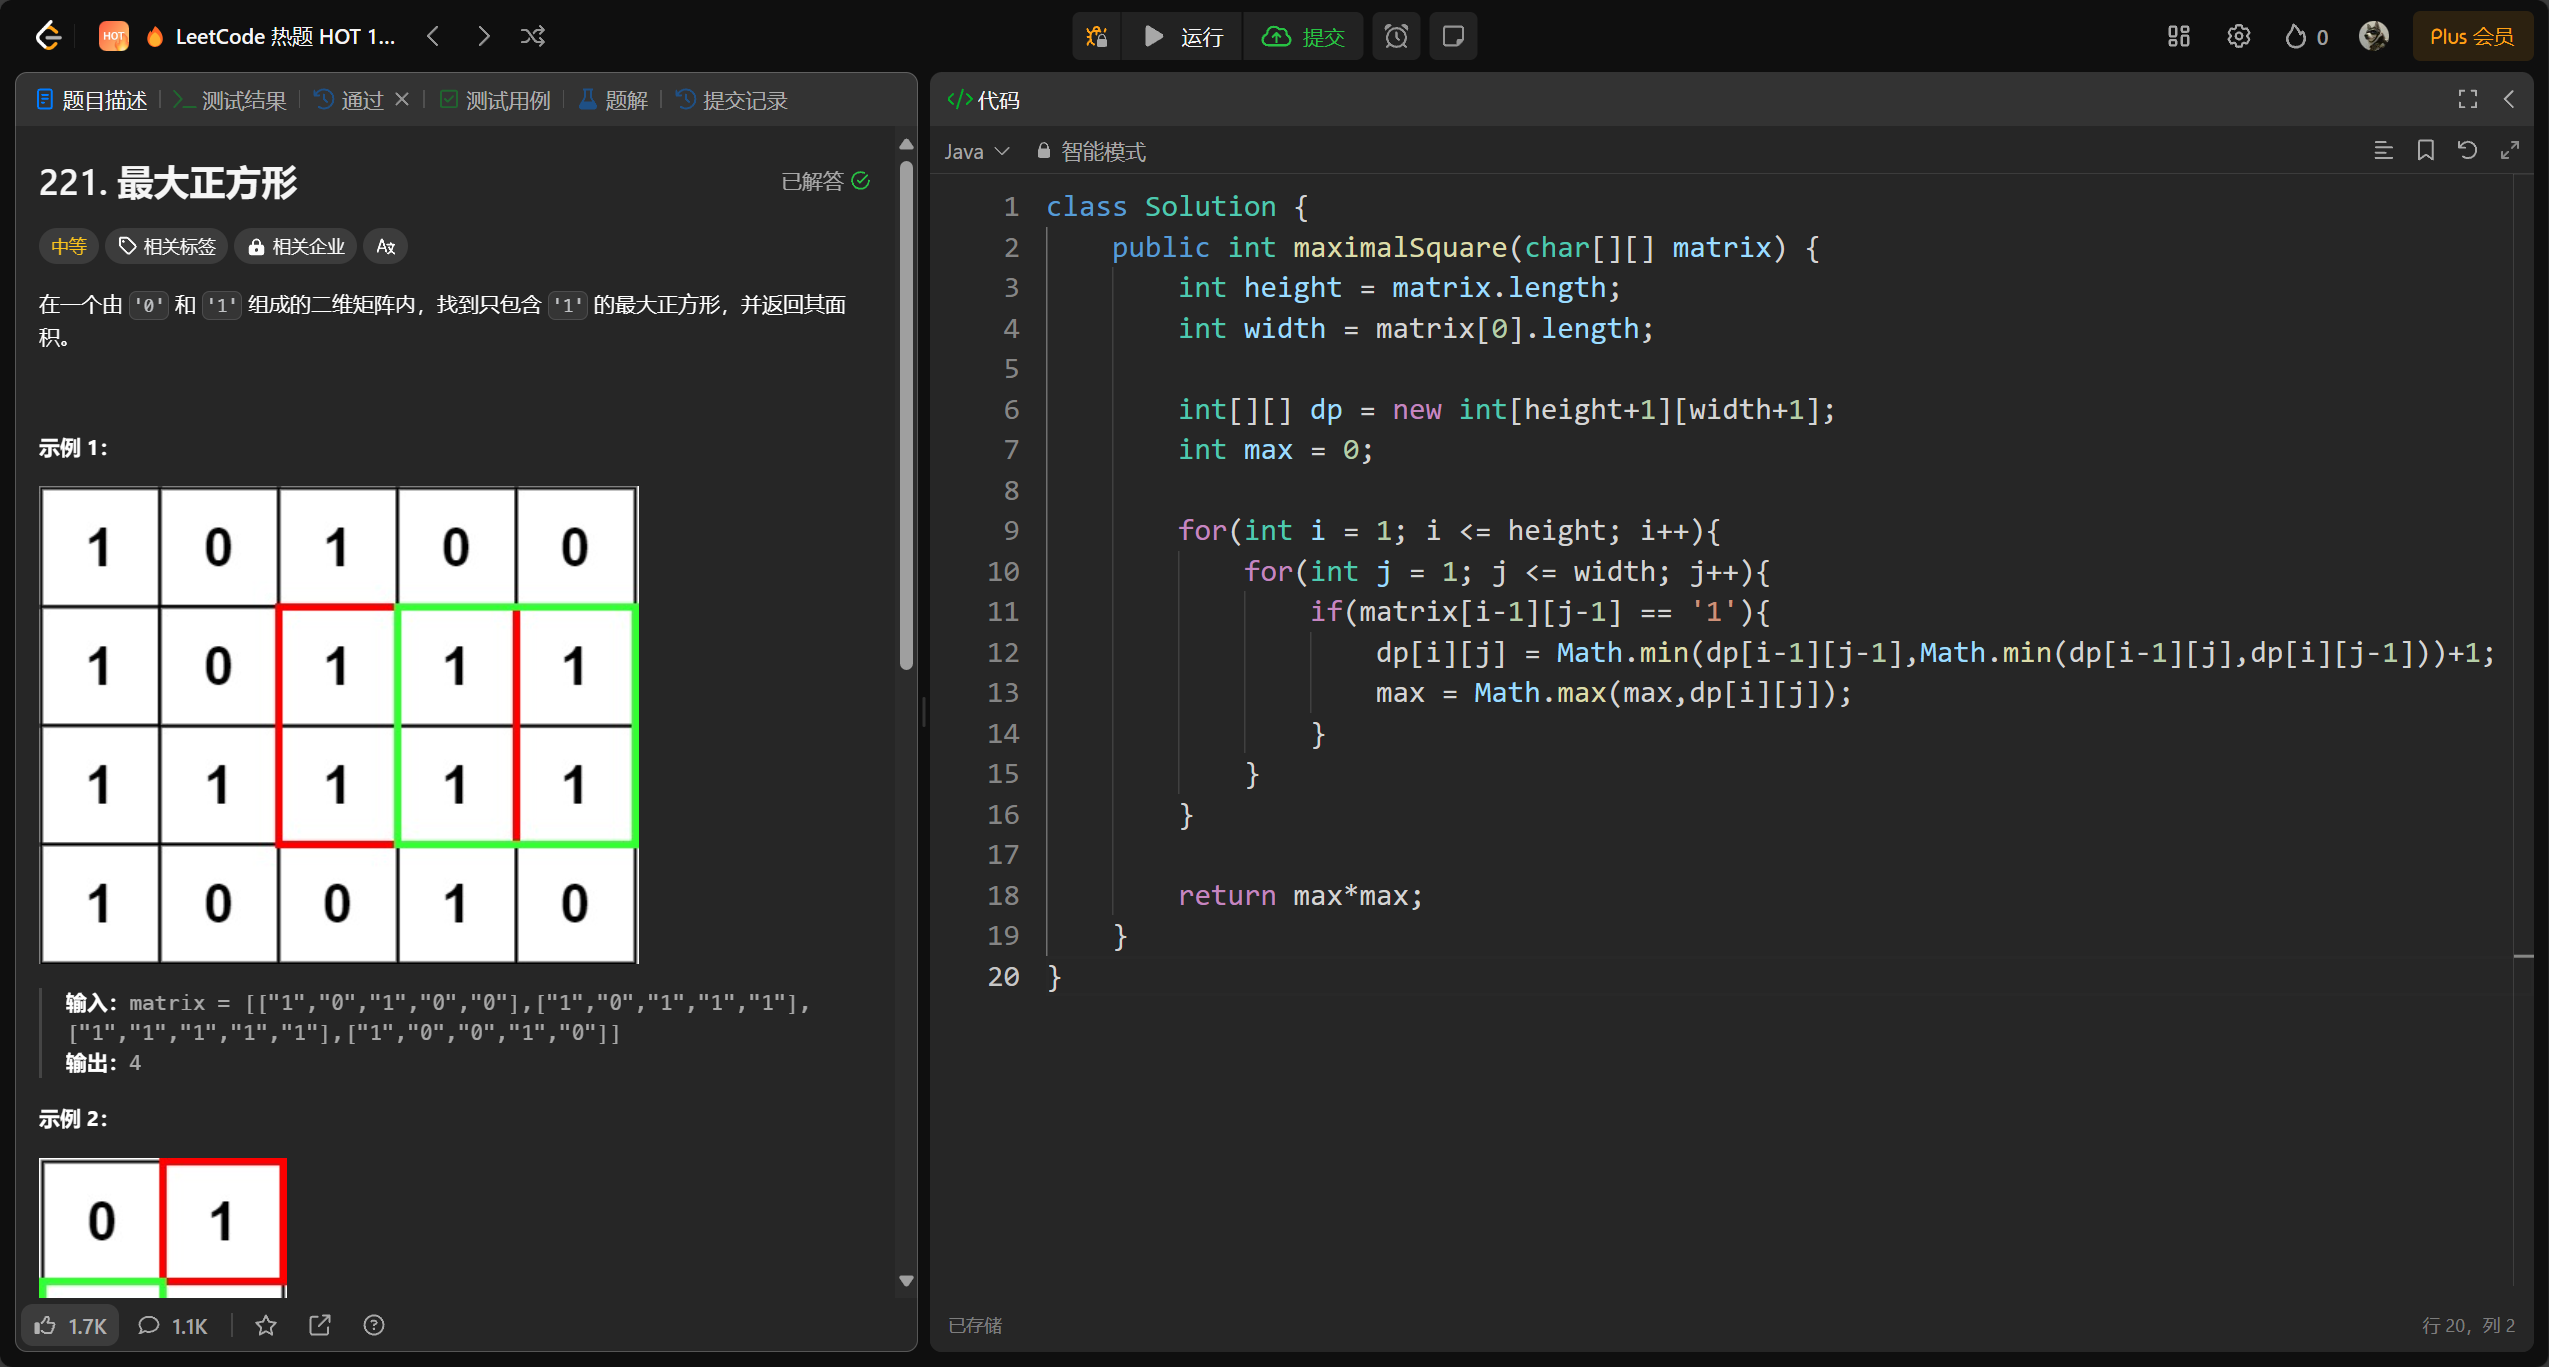 HOT LeetCode 热题 HOT 1...
运行
提交
0
Plus 会员
题目描述
测试结果
通过
测试用例
题解
提交记录
221. 最大正方形
已解答
中等
相关标签
相关企业
在一个由 '0' 和 '1' 组成的二维矩阵内，找到只包含 '1' 的最大正方形，并返回其面
积。
示例 1：
1 0 1 0 0
1 0 1 1 1
1 1 1 1 1
1 0 0 1 0
输入：matrix = [["1","0","1","0","0"],["1","0","1","1","1"],
["1","1","1","1","1"],["1","0","0","1","0"]]
输出：4
示例 2：
0 1
1.7K
1.1K
</> 代码
Java
智能模式
1 class Solution {
2     public int maximalSquare(char[][] matrix) {
3         int height = matrix.length;
4         int width = matrix[0].length;
5
6         int[][] dp = new int[height+1][width+1];
7         int max = 0;
8
9         for(int i = 1; i <= height; i++){
10             for(int j = 1; j <= width; j++){
11                 if(matrix[i-1][j-1] == '1'){
12                     dp[i][j] = Math.min(dp[i-1][j-1],Math.min(dp[i-1][j],dp[i][j-1]))+1;
13                     max = Math.max(max,dp[i][j]);
14                 }
15             }
16         }
17
18         return max*max;
19     }
20 }
已存储
行 20，列 2